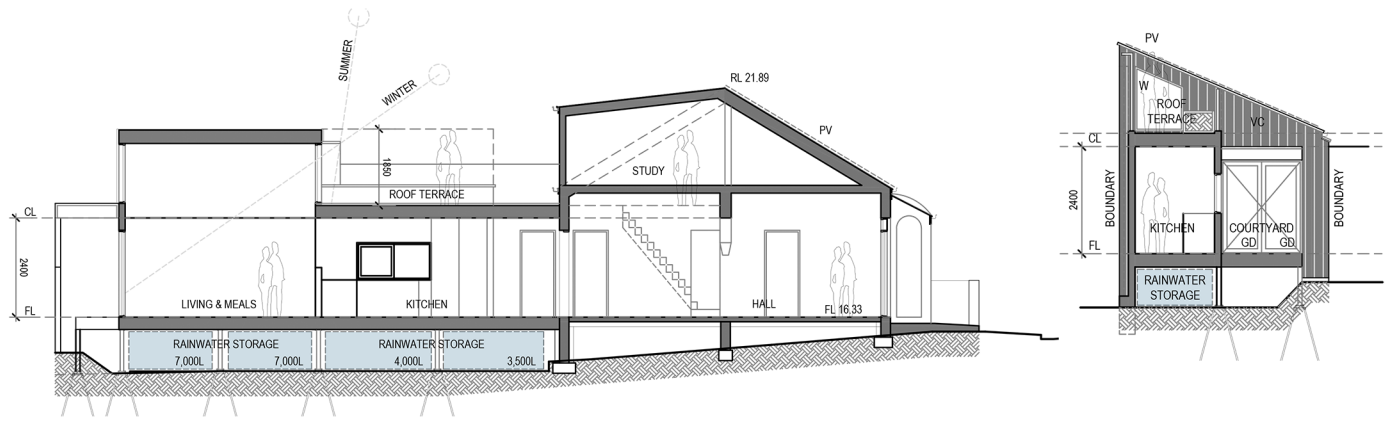 SUMMER
WINTER
RL 21.89
PV
1850
STUDY
ROOF TERRACE
CL
2400
FL
LIVING & MEALS
KITCHEN
HALL
FL 16.33
RAINWATER STORAGE
7,000L
7,000L
RAINWATER STORAGE
4,000L
3,500L
PV
W
ROOF
TERRACE
VC
CL
2400
FL
BOUNDARY
BOUNDARY
KITCHEN
COURTYARD
GD
GD
RAINWATER
STORAGE